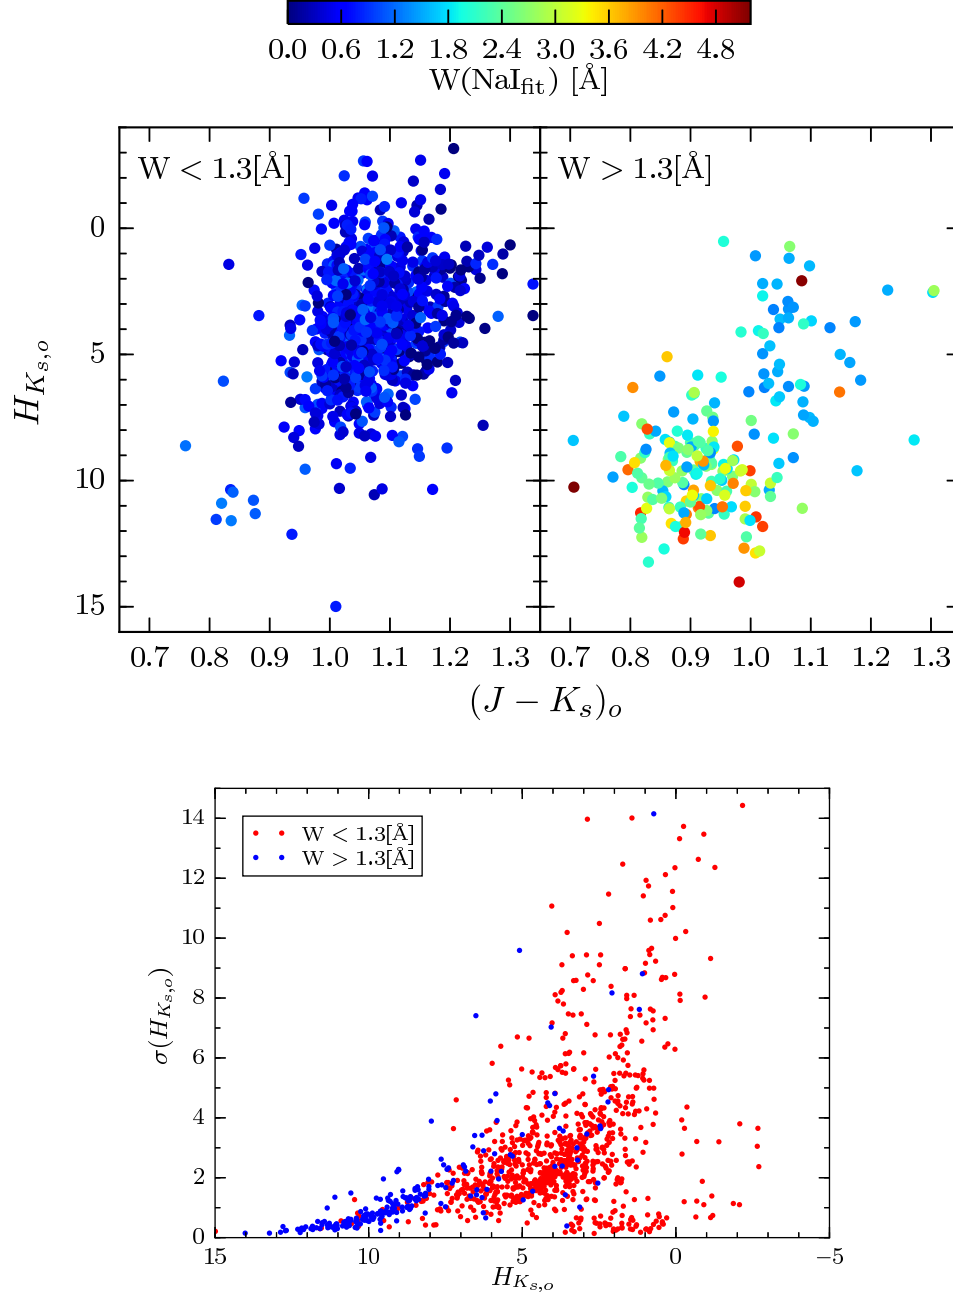 0.0 0.6 1.2 1.8 2.4 3.0 3.6 4.2 4.8
W(NaI_fit) [Å]
W < 1.3[Å]
W > 1.3[Å]
0
5
10
15
H_{K_{s,o}}
0.7 0.8 0.9 1.0 1.1 1.2 1.3
0.7 0.8 0.9 1.0 1.1 1.2 1.3
(J − K_s)_o
14
12
10
8
6
4
2
0
σ(H_{K_{s,o}})
W < 1.3[Å]
W > 1.3[Å]
15 10 5 0 −5
H_{K_{s,o}}